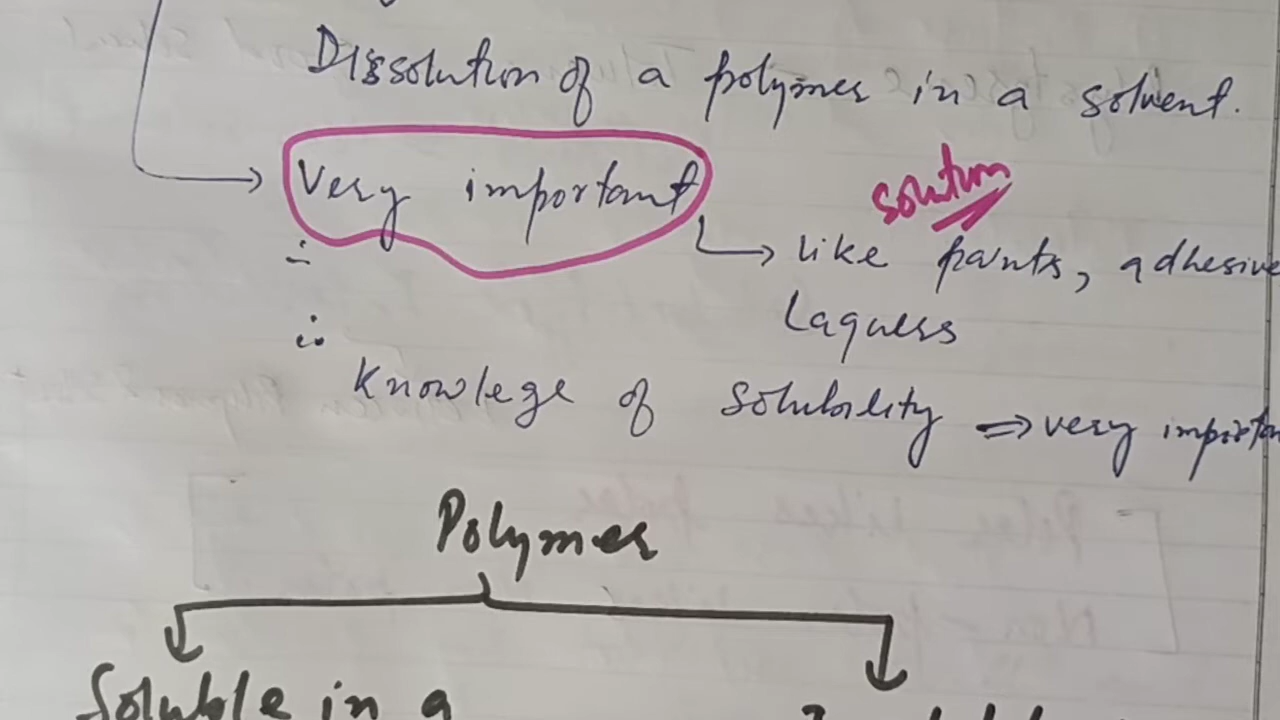 Dissolution of a polymer in a solvent.
Very important
solution
∴
→ like paints, adhesive
Laquers
∴
Knowlege of solubility ⇒ very importan
Polymer
Soluble in a